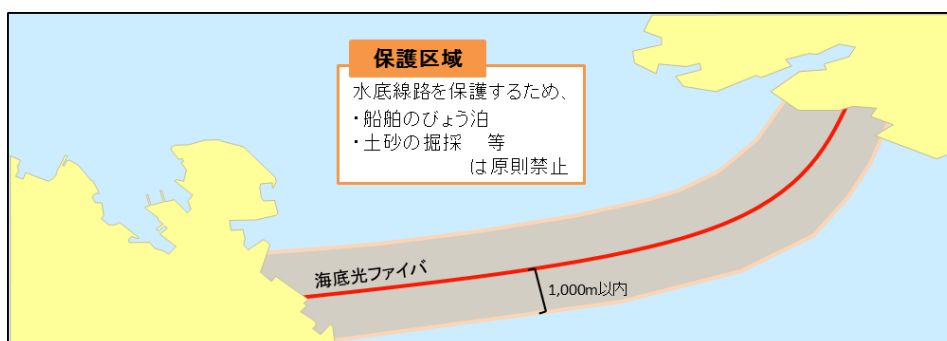 保護区域
水底線路を保護するため、
・船舶のびょう泊
・土砂の掘採　等
は原則禁止
海底光ファイバ
1,000m以内